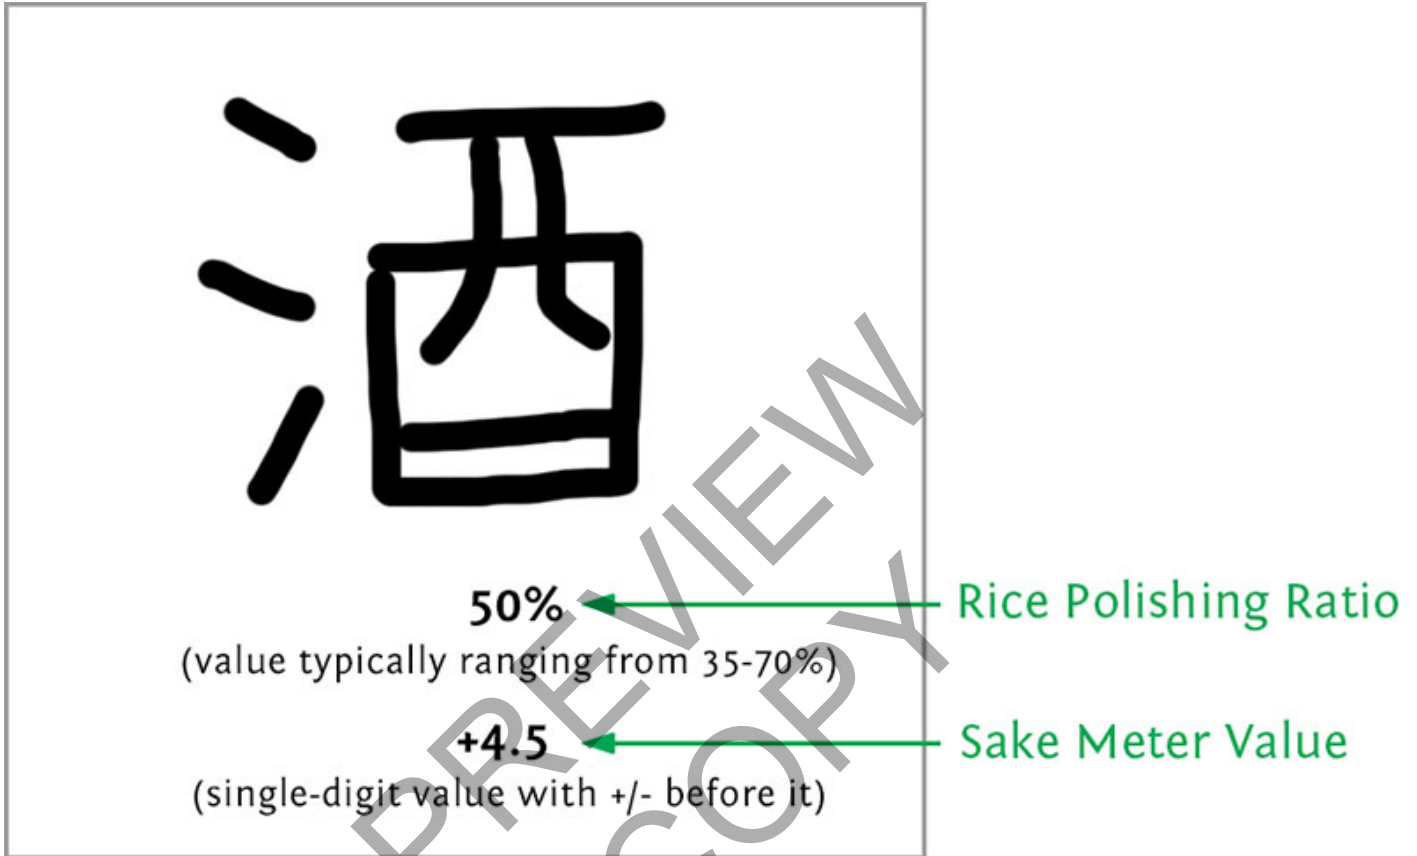 酒
50%
Rice Polishing Ratio
(value typically ranging from 35-70%)
+4.5
Sake Meter Value
(single-digit value with +/- before it)
PREVIEW
COPY